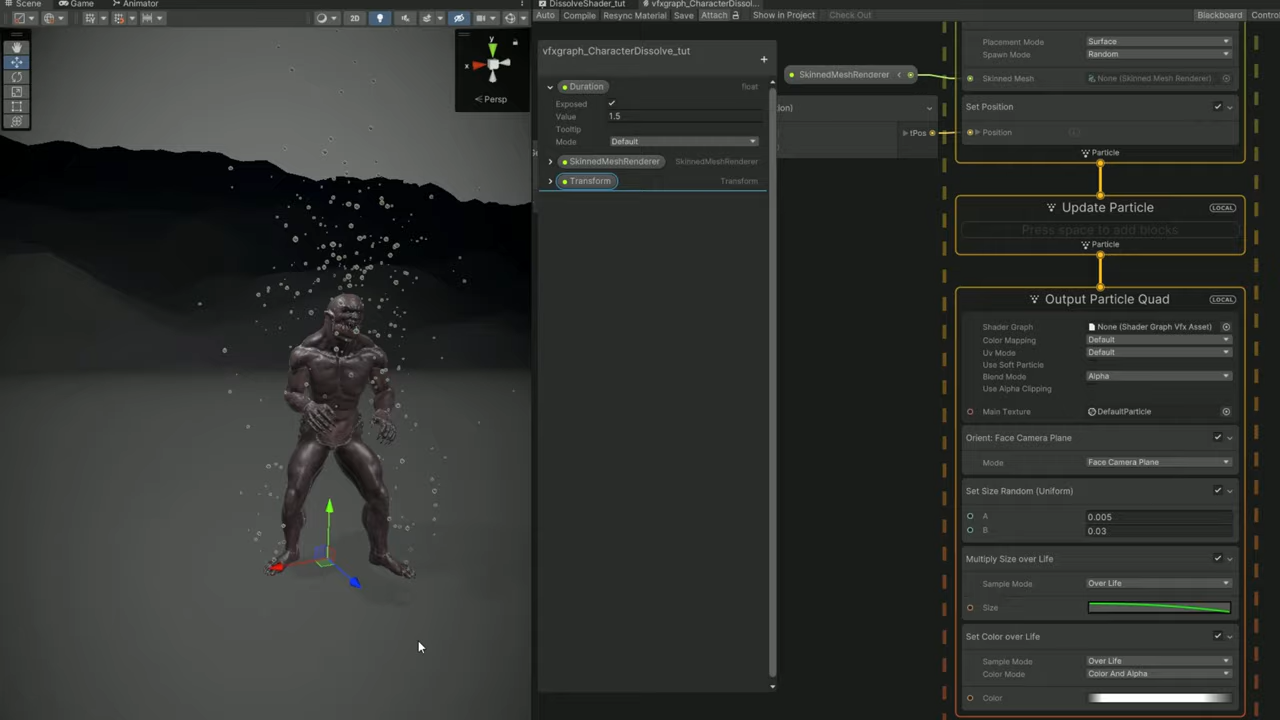 Scene
Game
Animator
DissolveShader_tut
vfxgraph_CharacterDissol...
Auto
Compile
Resync Material
Save
Attach
Show in Project
Check Out
Blackboard
2D
y
x
Persp
vfxgraph_CharacterDissolve_tut
+
Duration
float
Exposed
Value
1.5
Tooltip
Mode
Default
SkinnedMeshRenderer
SkinnedMeshRenderer
Transform
Transform
SkinnedMeshRenderer
tPos
Placement Mode
Surface
Spawn Mode
Random
Skinned Mesh
None (Skinned Mesh Renderer)
Set Position
Position
Particle
Update Particle
LOCAL
Press space to add blocks
Particle
Output Particle Quad
LOCAL
Shader Graph
None (Shader Graph Vfx Asset)
Color Mapping
Default
Uv Mode
Default
Use Soft Particle
Blend Mode
Alpha
Use Alpha Clipping
Main Texture
DefaultParticle
Orient: Face Camera Plane
Mode
Face Camera Plane
Set Size Random (Uniform)
A
0.005
B
0.03
Multiply Size over Life
Sample Mode
Over Life
Size
Set Color over Life
Sample Mode
Over Life
Color Mode
Color And Alpha
Color